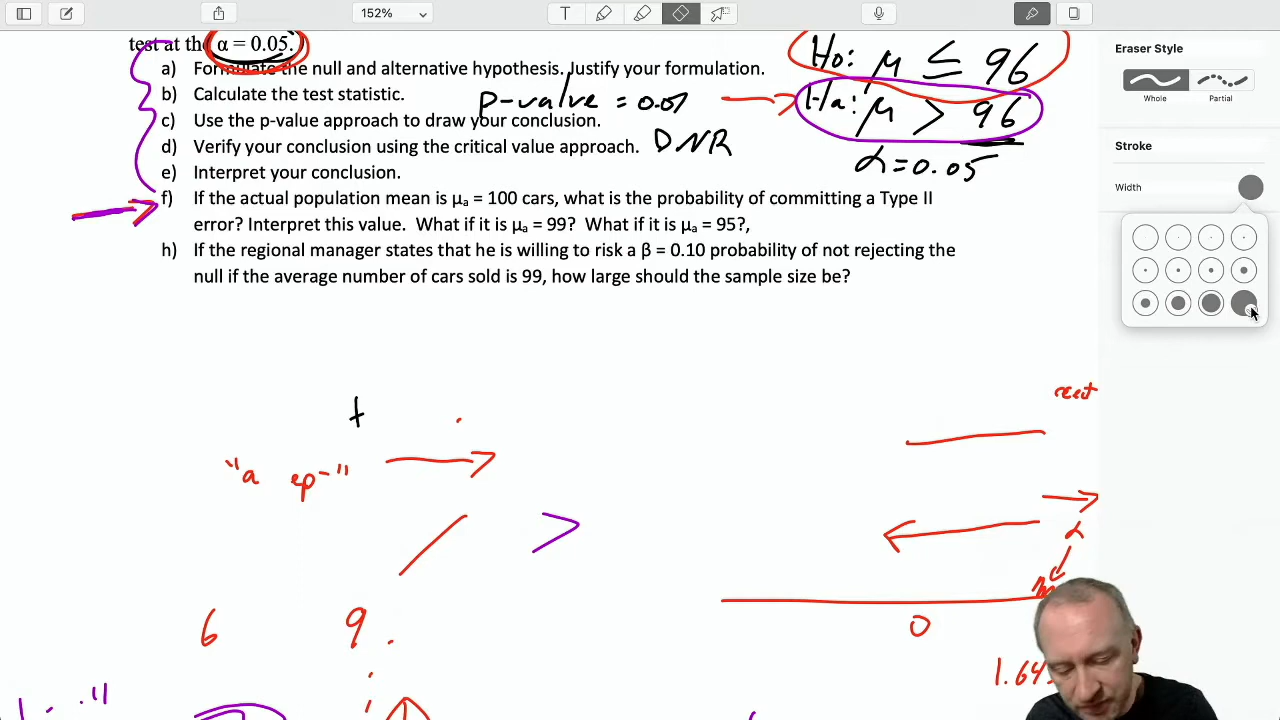 152%
T
test at the α = 0.05.
a) Formulate the null and alternative hypothesis. Justify your formulation.
b) Calculate the test statistic.
c) Use the p-value approach to draw your conclusion.
d) Verify your conclusion using the critical value approach.
e) Interpret your conclusion.
f) If the actual population mean is μₐ = 100 cars, what is the probability of committing a Type II
error? Interpret this value. What if it is μₐ = 99? What if it is μₐ = 95?,
h) If the regional manager states that he is willing to risk a β = 0.10 probability of not rejecting the
null if the average number of cars sold is 99, how large should the sample size be?
p-value = 0.07
DNR
Ho: μ ≤ 96
Ha: μ > 96
α = 0.05
Eraser Style
Whole Partial
Stroke
Width
"a ep-"
α
6 9
0